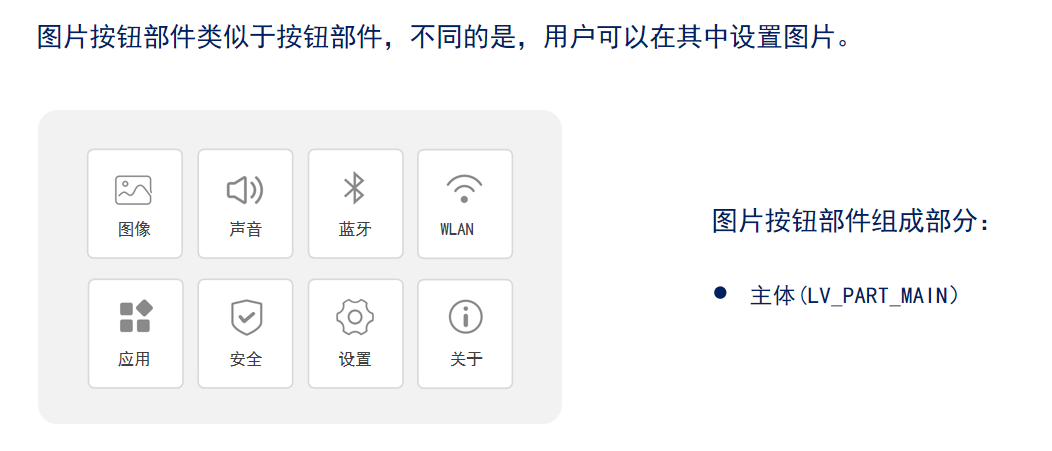 图片按钮部件类似于按钮部件，不同的是，用户可以在其中设置图片。
图像 声音 蓝牙 WLAN
应用 安全 设置 关于
图片按钮部件组成部分：
● 主体(LV_PART_MAIN)